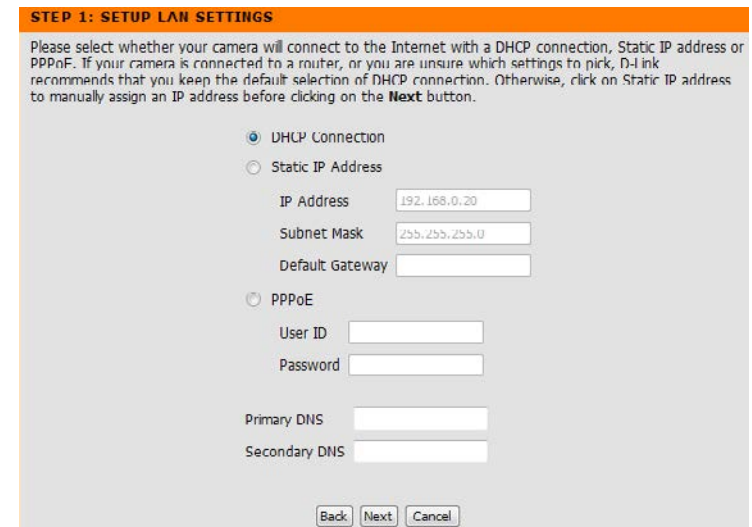 STEP 1: SETUP LAN SETTINGS
Please select whether your camera will connect to the Internet with a DHCP connection, Static IP address or
PPPoE. If your camera is connected to a router, or you are unsure which settings to pick, D-Link
recommends that you keep the default selection of DHCP connection. Otherwise, click on Static IP address
to manually assign an IP address before clicking on the Next button.
DHCP Connection
Static IP Address
IP Address 192.168.0.20
Subnet Mask 255.255.255.0
Default Gateway
PPPoE
User ID
Password
Primary DNS
Secondary DNS
Back Next Cancel